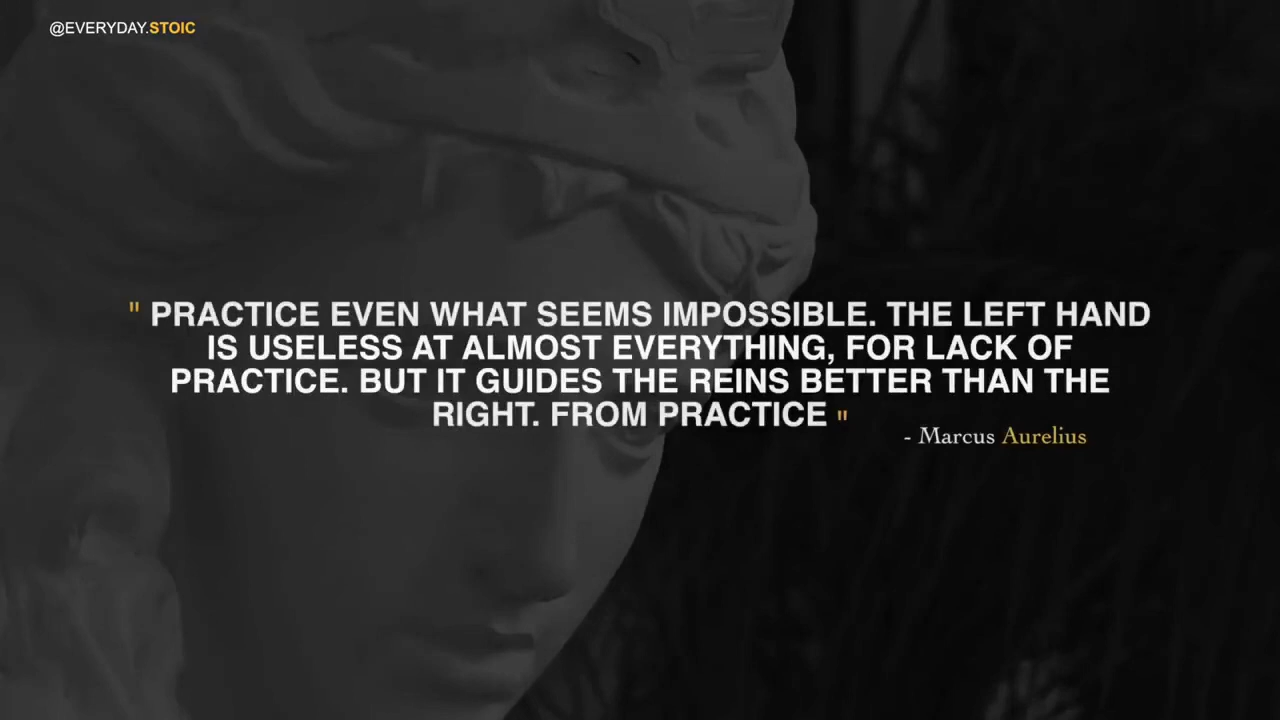 @EVERYDAY.STOIC
" PRACTICE EVEN WHAT SEEMS IMPOSSIBLE. THE LEFT HAND
IS USELESS AT ALMOST EVERYTHING, FOR LACK OF
PRACTICE. BUT IT GUIDES THE REINS BETTER THAN THE
RIGHT. FROM PRACTICE "
- Marcus Aurelius